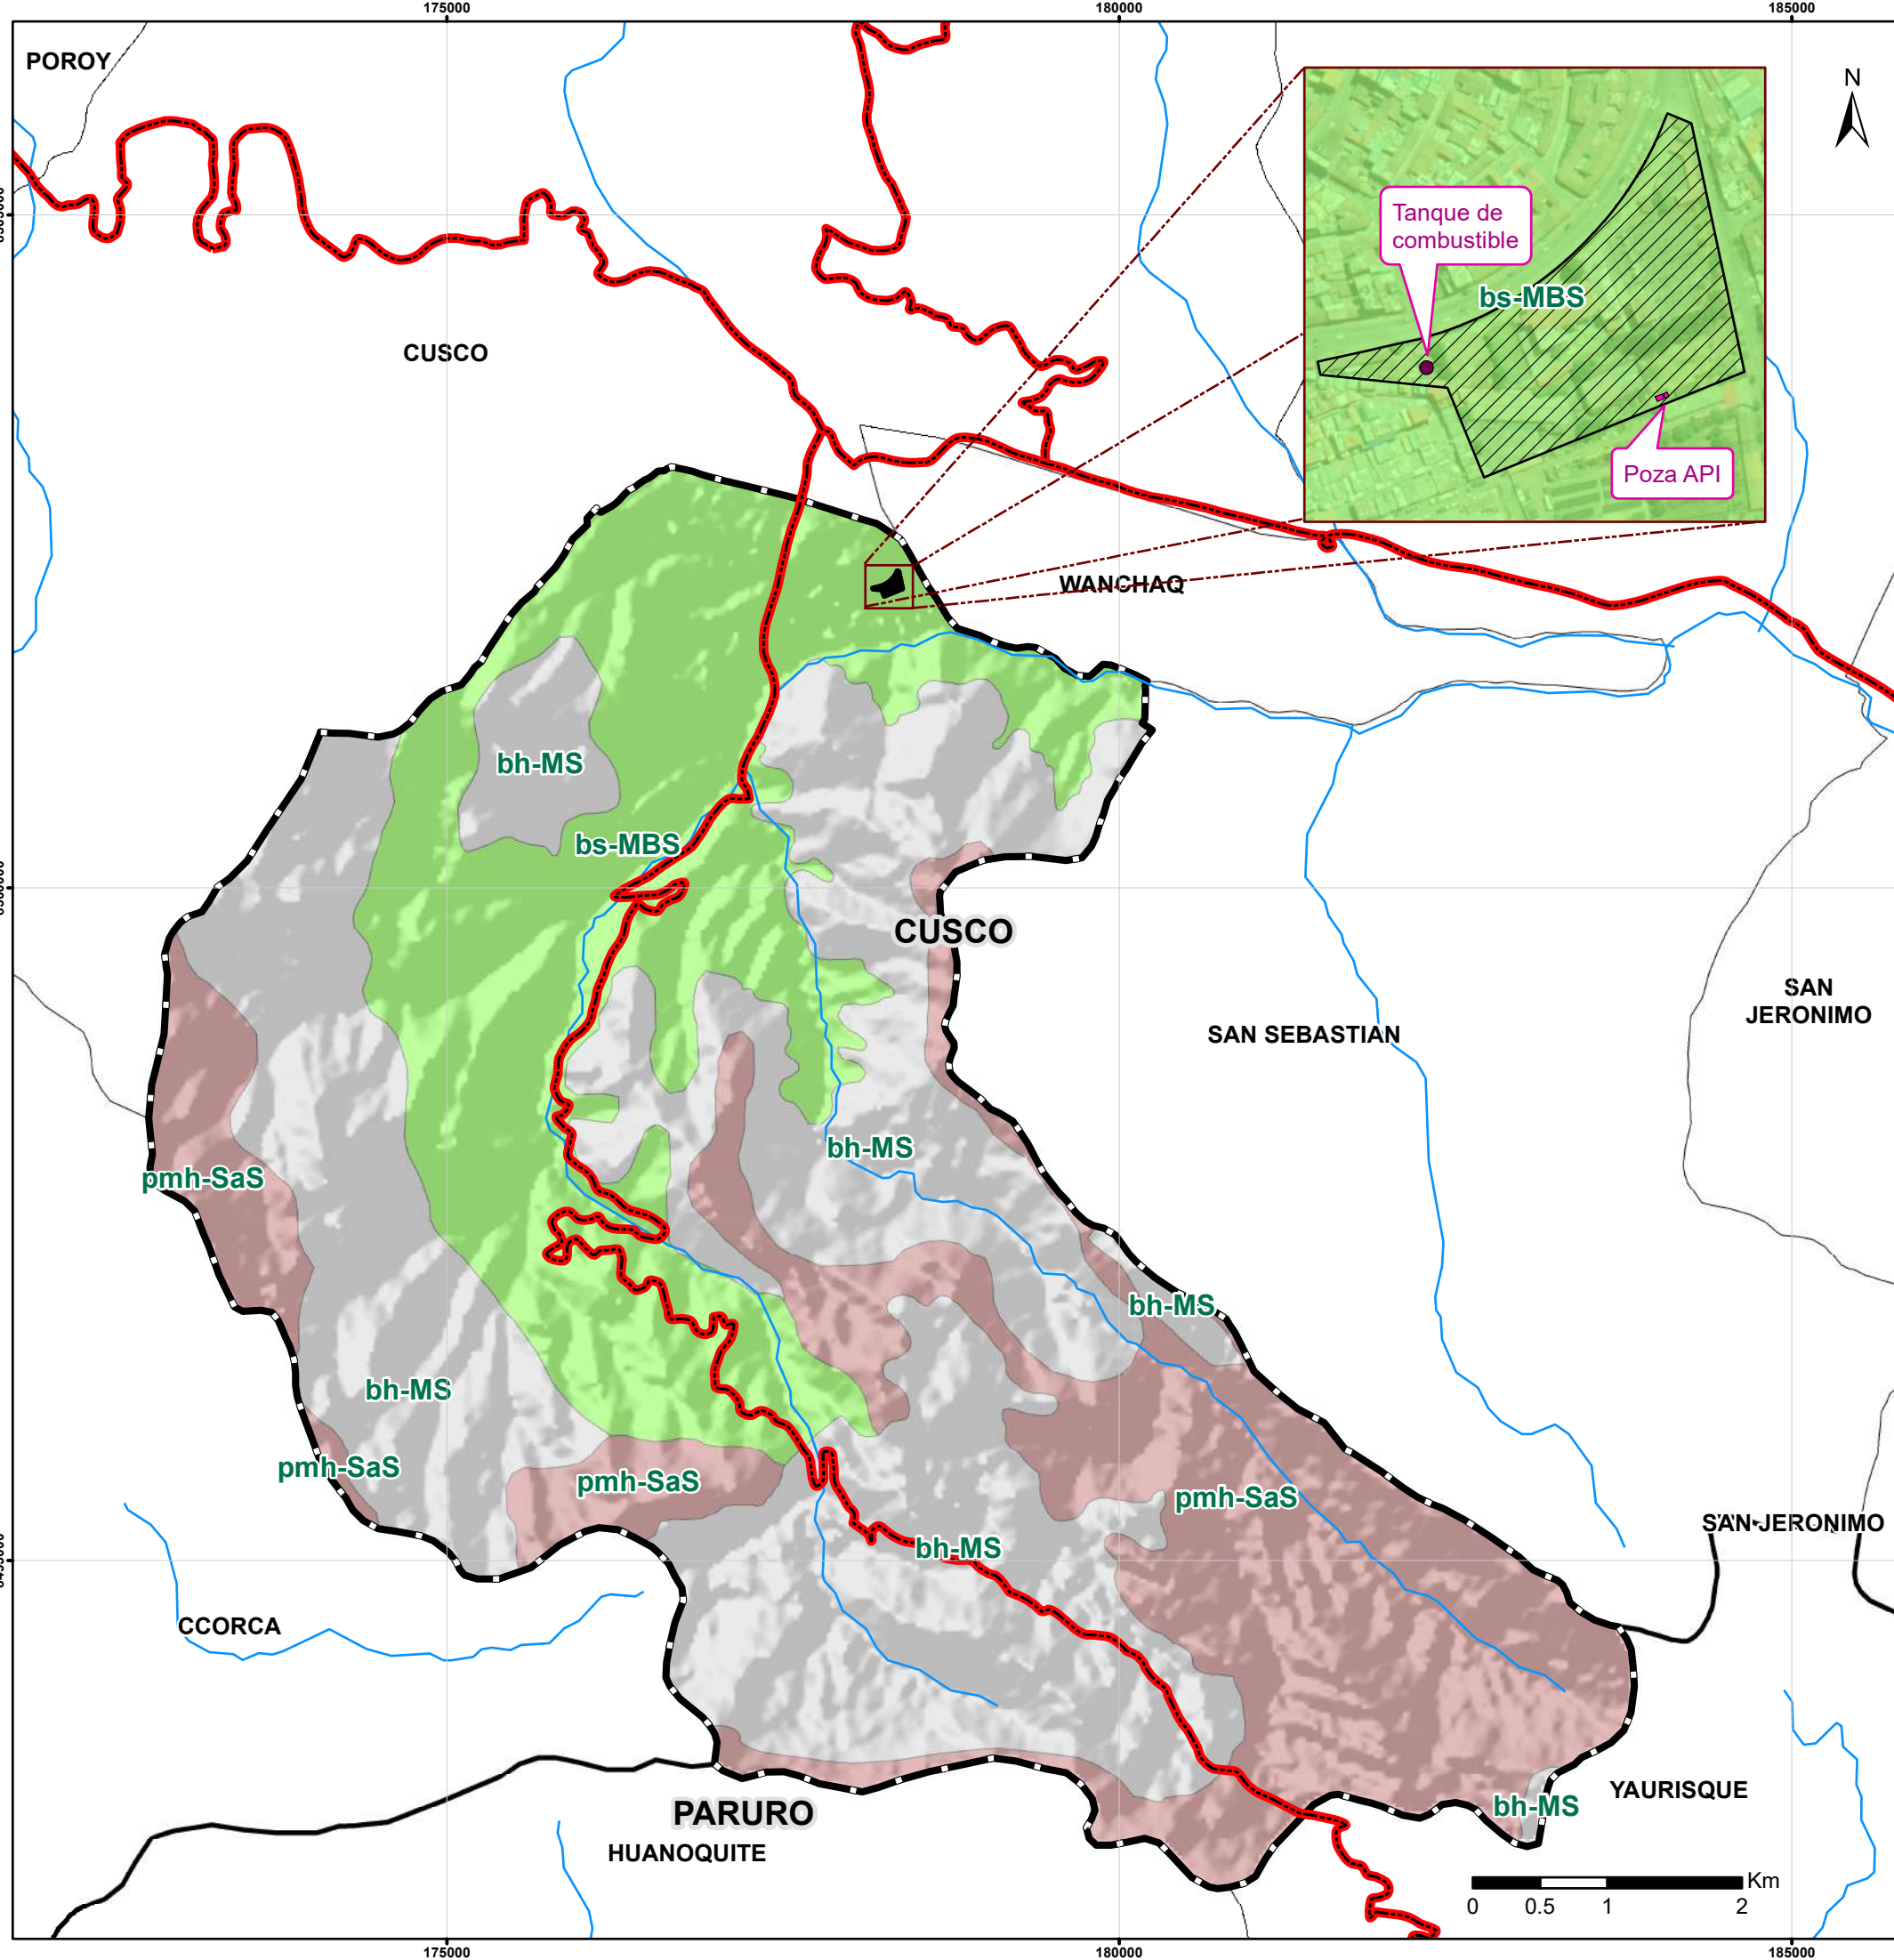 175000
180000
185000
POROY
N
Tanque de
combustible
bs-MBS
CUSCO
Poza API
WANCHAQ
bh-MS
bs-MBS
CUSCO
SAN
JERONIMO
SAN SEBASTIAN
bh-MS
pmh-SaS
bh-MS
bh-MS
pmh-SaS
pmh-SaS
pmh-SaS
SAN JERONIMO
bh-MS
CCORCA
YAURISQUE
bh-MS
PARURO
HUANOQUITE
Km
0
0.5
1
2
175000
180000
185000